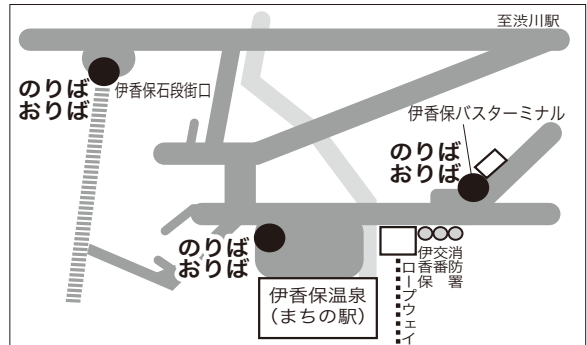 至渋川駅
のりば
おりば
伊香保石段街口
伊香保バスターミナル
のりば
おりば
のりば
おりば
伊香保温泉
(まちの駅)
伊香保
交番
消防署
ロープウェイ